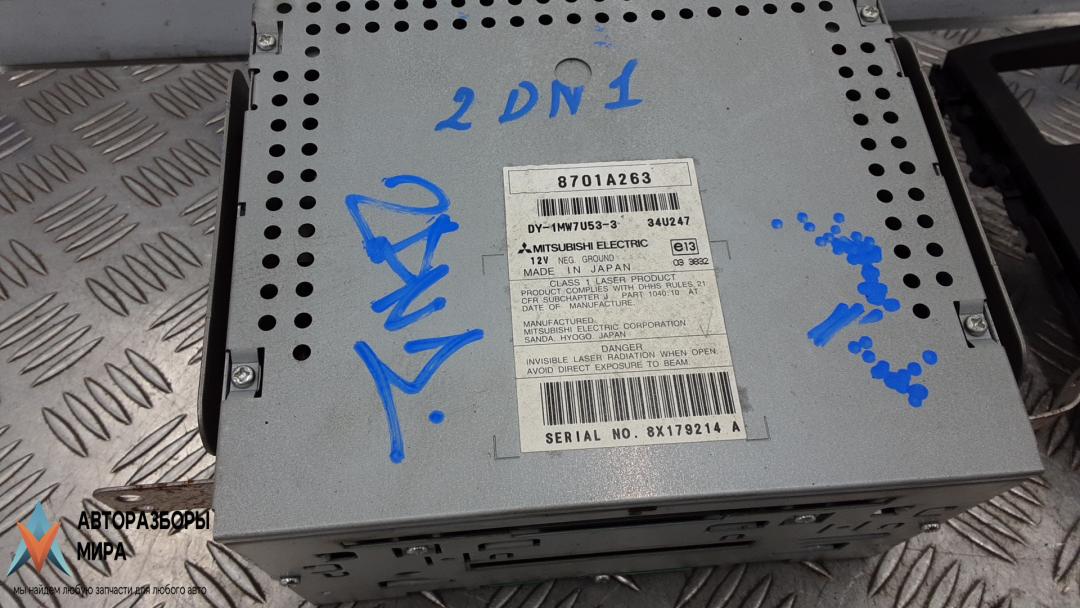 2 DN 1
8701A263
DY-1MW7U53-3 34U247
MITSUBISHI ELECTRIC e13
12V NEG. GROUND 03 3832
MADE IN JAPAN
CLASS 1 LASER PRODUCT
PRODUCT COMPLIES WITH DHHS RULES 21
CFR SUBCHAPTER J PART 1040:10 AT
DATE OF MANUFACTURE.
MANUFACTURED.
MITSUBISHI ELECTRIC CORPORATION
SANDA. HYOGO. JAPAN
DANGER
INVISIBLE LASER RADIATION WHEN OPEN.
AVOID DIRECT EXPOSURE TO BEAM.
SERIAL NO. 8X179214 A
АВТОРАЗБОРЫ
МИРА
мы найдем любую запчасти для любого авто